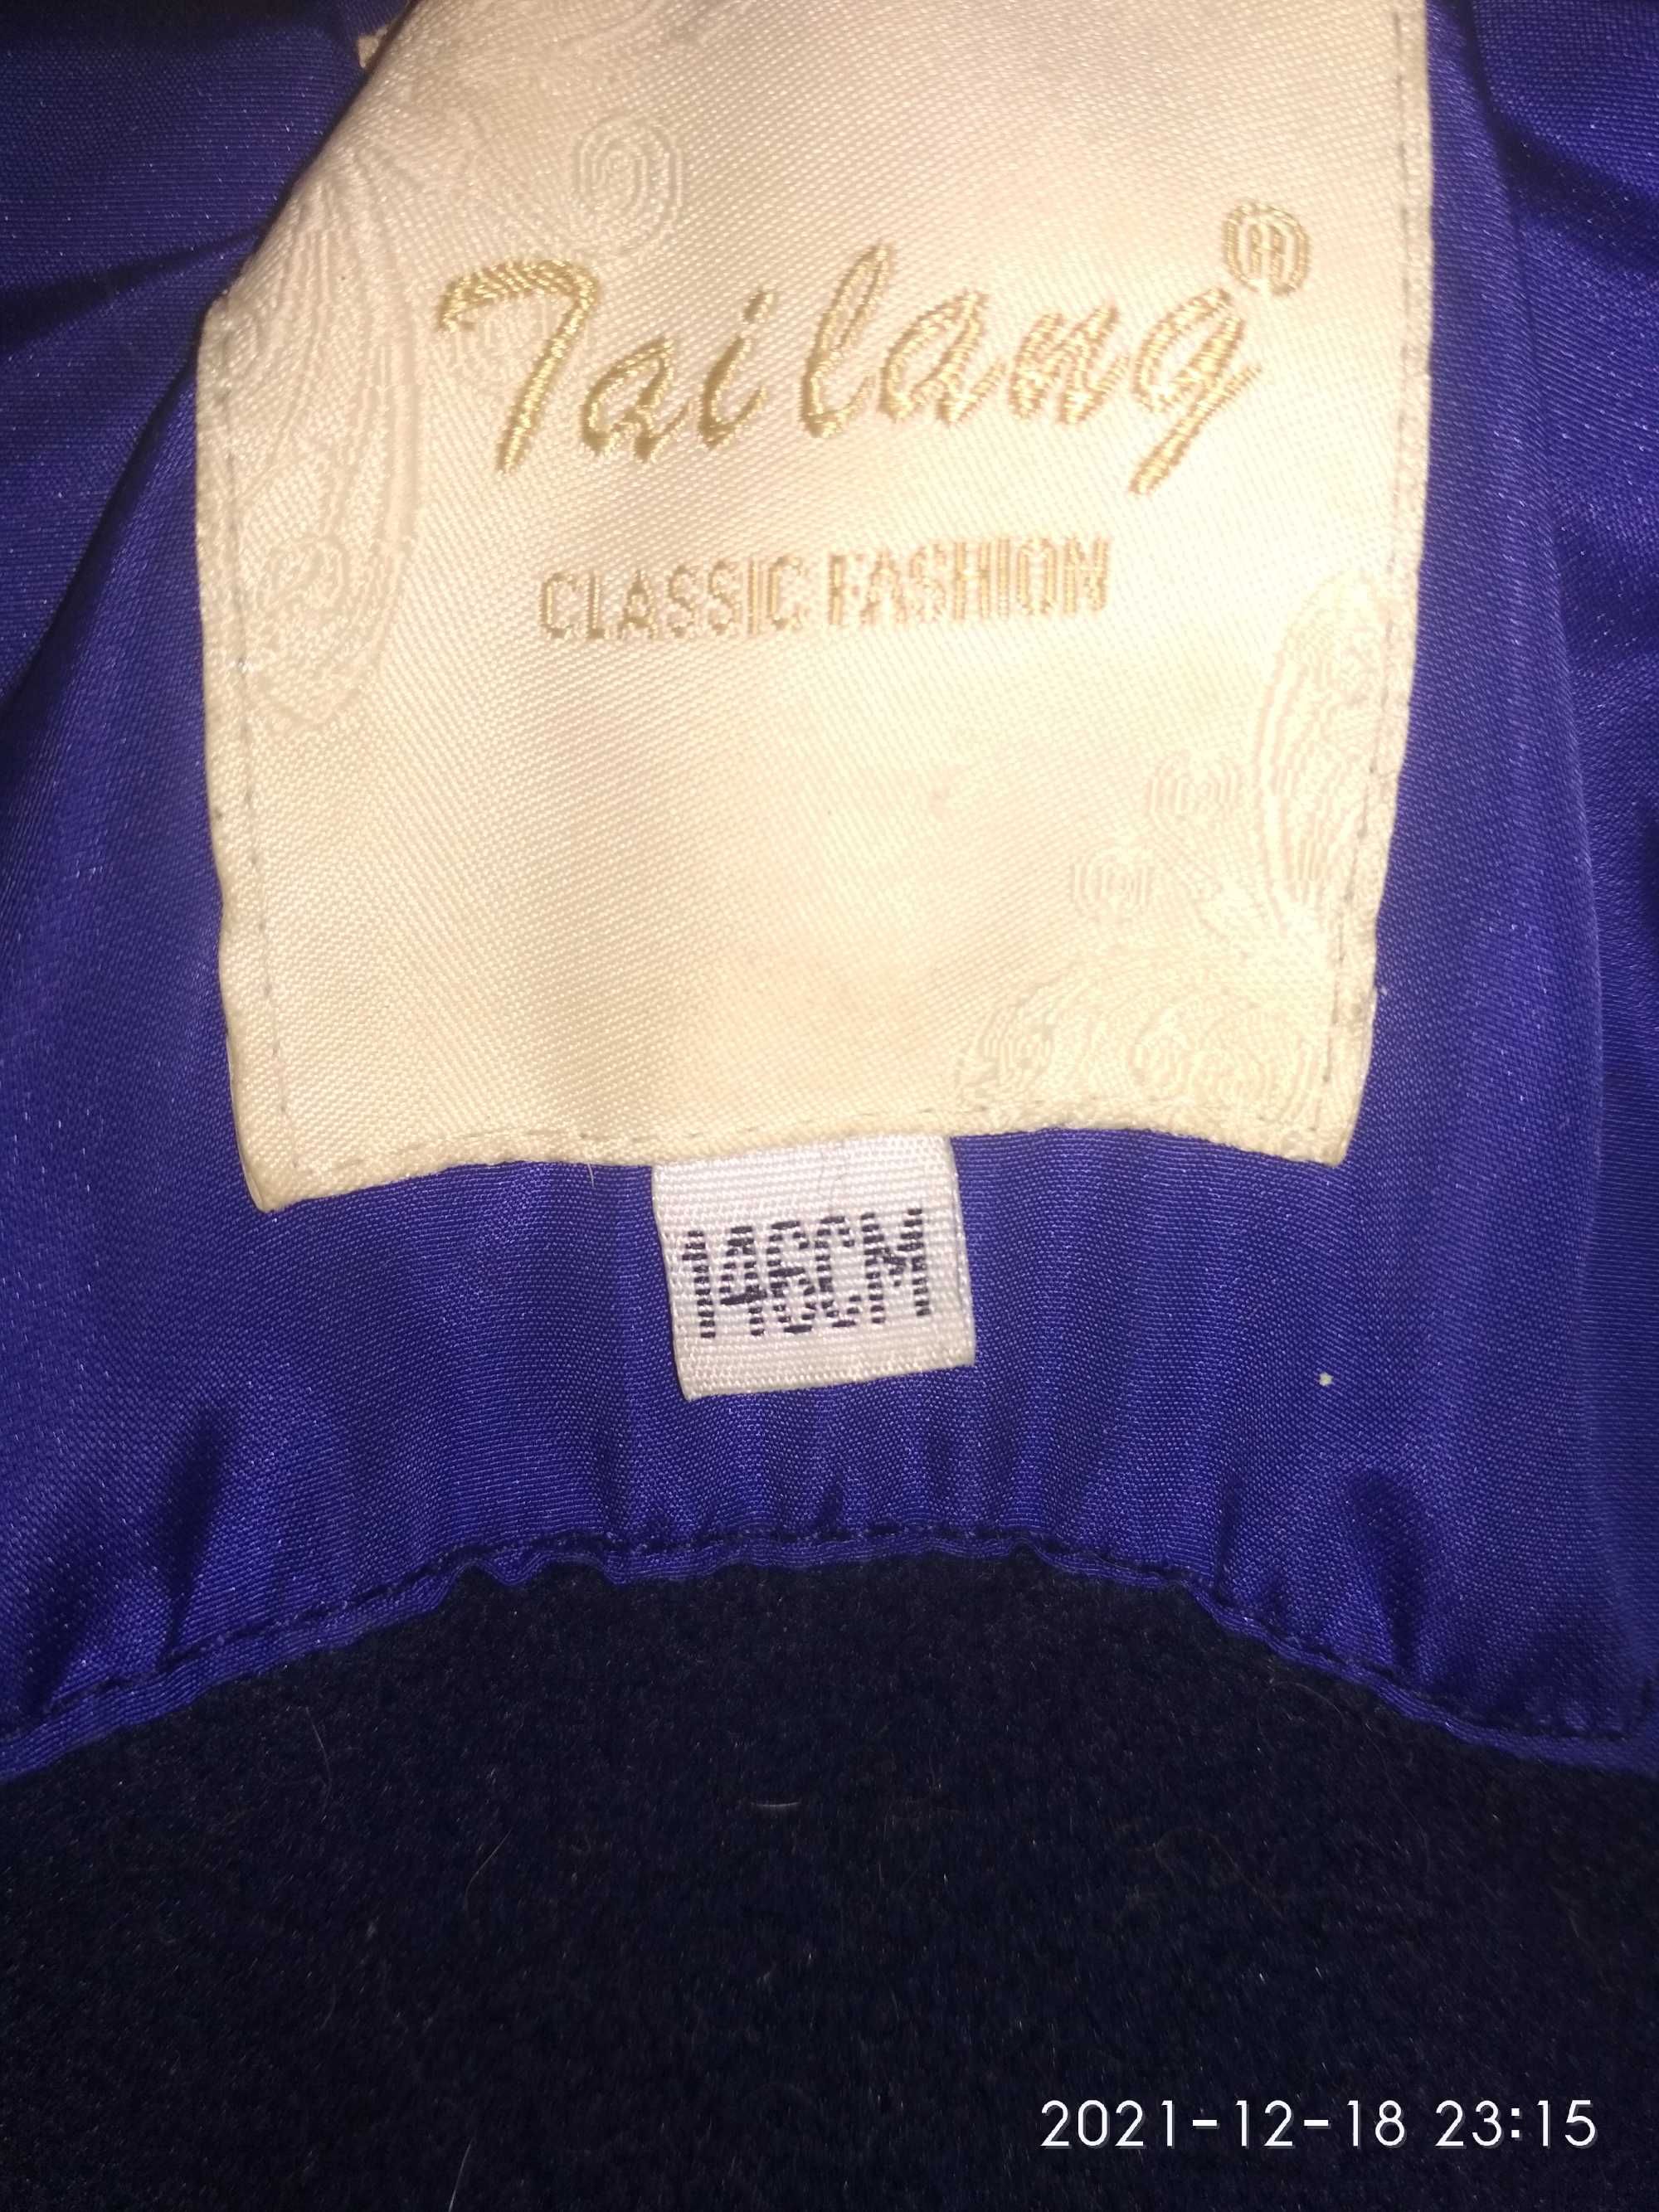 Tailang®
CLASSIC FASHION
146CM
2021-12-18 23:15